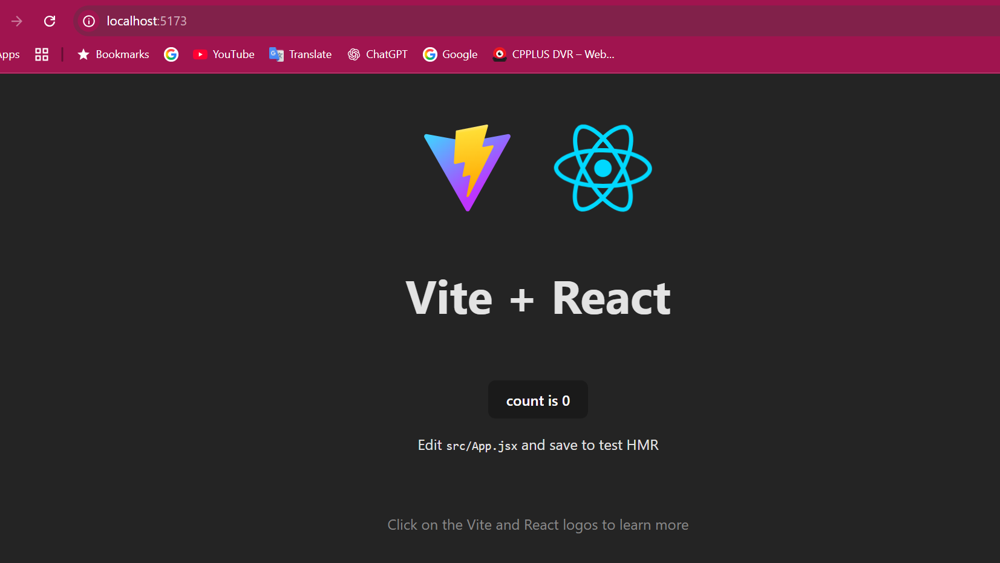 localhost:5173
Bookmarks YouTube Translate ChatGPT Google CPPLUS DVR – Web...
Vite + React
count is 0
Edit src/App.jsx and save to test HMR
Click on the Vite and React logos to learn more